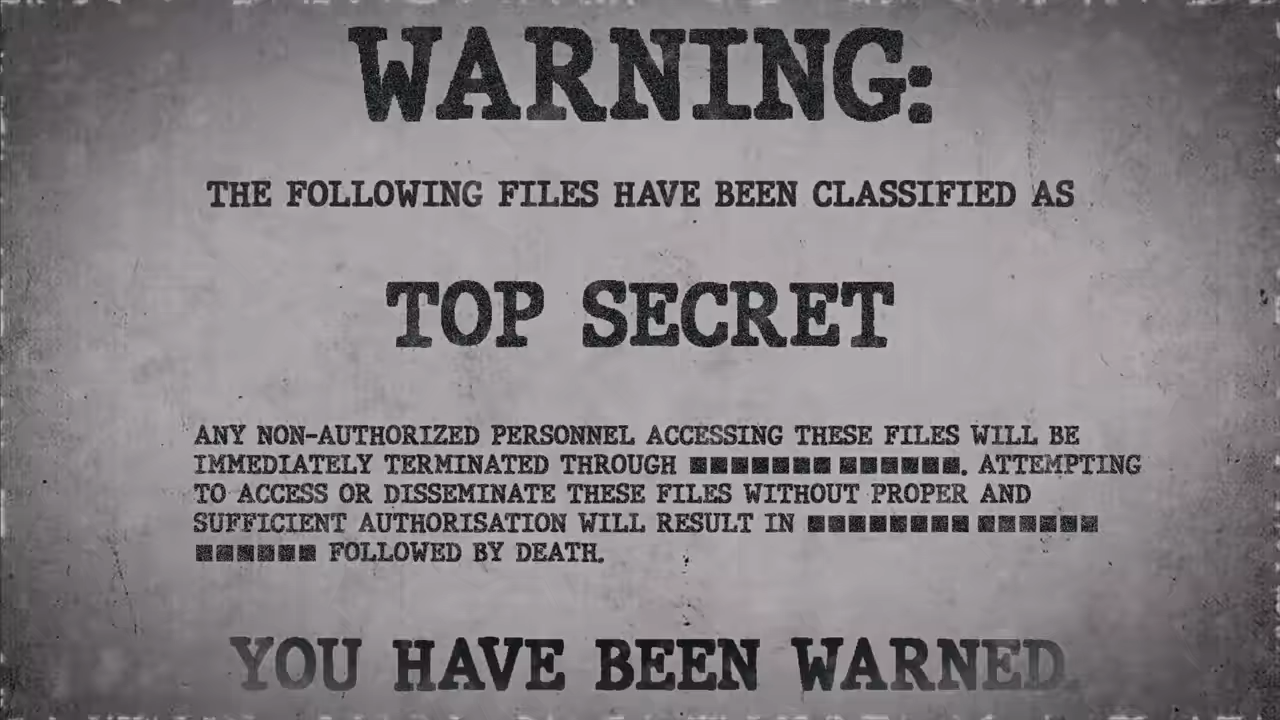 WARNING:
THE FOLLOWING FILES HAVE BEEN CLASSIFIED AS
TOP SECRET
ANY NON-AUTHORIZED PERSONNEL ACCESSING THESE FILES WILL BE
IMMEDIATELY TERMINATED THROUGH ■■■■■■■ ■■■■■■. ATTEMPTING
TO ACCESS OR DISSEMINATE THESE FILES WITHOUT PROPER AND
SUFFICIENT AUTHORISATION WILL RESULT IN ■■■■■■■■ ■■■■■■
■■■■■■ FOLLOWED BY DEATH.
YOU HAVE BEEN WARNED.